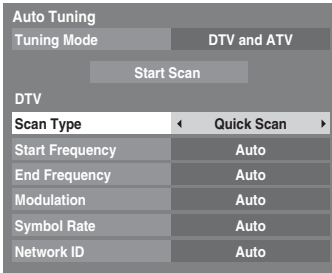 Auto Tuning
Tuning Mode DTV and ATV
Start Scan
DTV
Scan Type Quick Scan
Start Frequency Auto
End Frequency Auto
Modulation Auto
Symbol Rate Auto
Network ID Auto